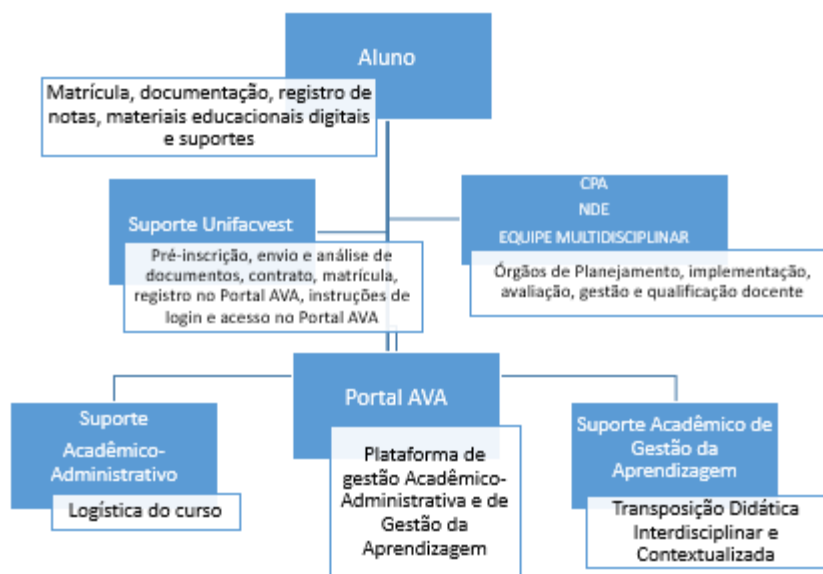 Aluno
Matrícula, documentação, registro de
notas, materiais educacionais digitais
e suportes
Suporte Unifacvest
Pré-inscrição, envio e análise de
documentos, contrato, matrícula,
registro no Portal AVA, instruções de
login e acesso no Portal AVA
CPA
NDE
EQUIPE MULTIDISCIPLINAR
Órgãos de Planejamento, implementação,
avaliação, gestão e qualificação docente
Suporte
Acadêmico-
Administrativo
Logística do curso
Portal AVA
Plataforma de
gestão Acadêmico-
Administrativa e de
Gestão da
Aprendizagem
Suporte Acadêmico de
Gestão da
Aprendizagem
Transposição Didática
Interdisciplinar e
Contextualizada